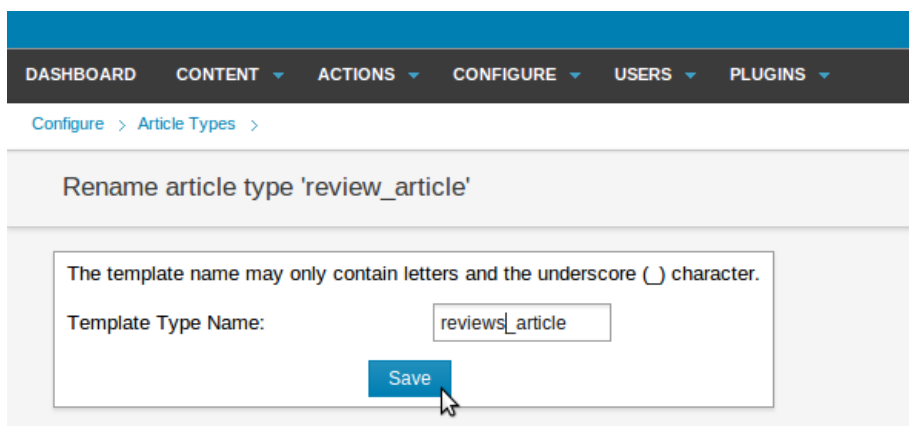 DASHBOARD CONTENT ACTIONS CONFIGURE USERS PLUGINS
Configure > Article Types >
Rename article type 'review_article'
The template name may only contain letters and the underscore (_) character.
Template Type Name: reviews_article
Save